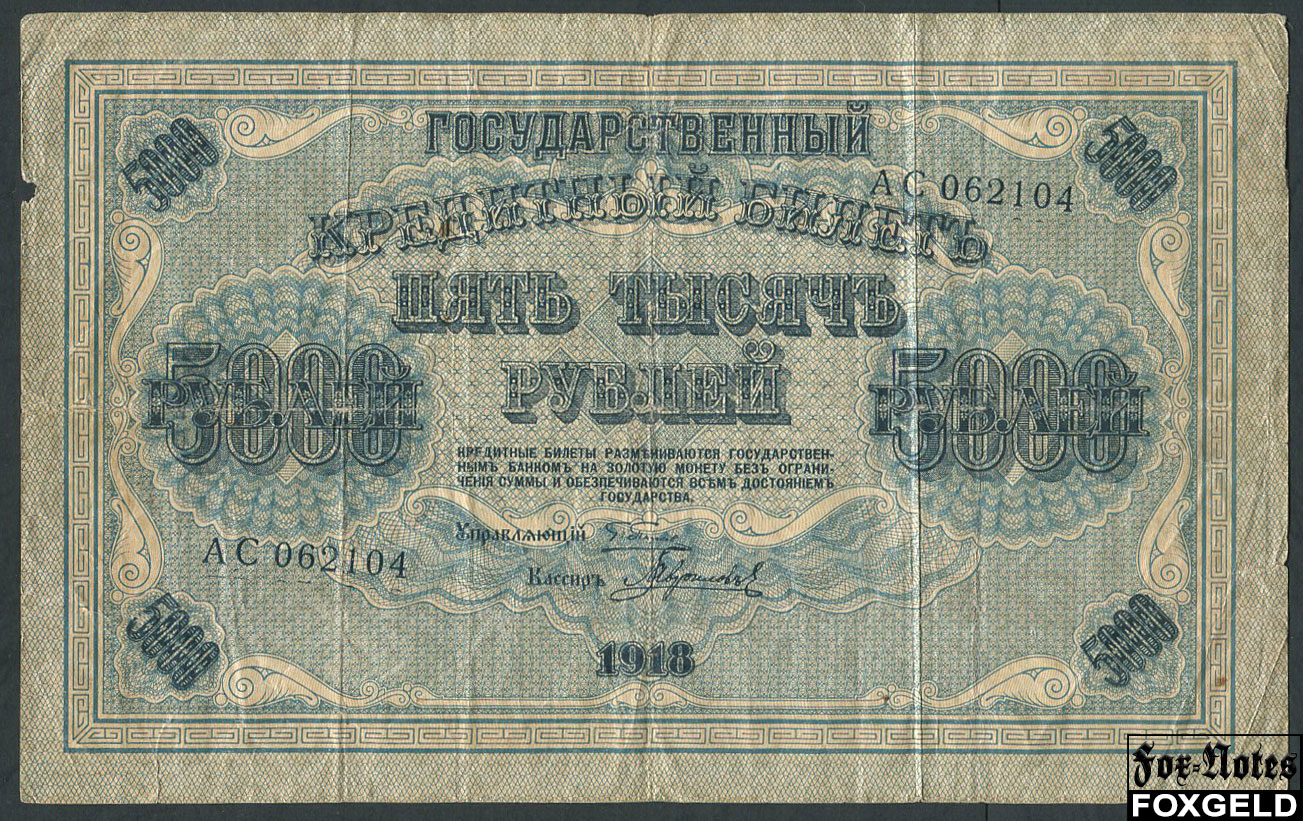 ГОСУДАРСТВЕННЫЙ
КРЕДИТНЫЙ БИЛЕТЪ
АС 062104
ПЯТЬ ТЫСЯЧЪ
РУБЛЕЙ
5000
5000
5000 РУБЛЕЙ
5000 РУБЛЕЙ
КРЕДИТНЫЕ БИЛЕТЫ РАЗМѢНИВАЮТСЯ ГОСУДАРСТВЕН-
НЫМЪ БАНКОМЪ НА ЗОЛОТУЮ МОНЕТУ БЕЗЪ ОГРАНИ-
ЧЕНІЯ СУММЫ И ОБЕЗПЕЧИВАЮТСЯ ВСѢМЪ ДОСТОЯНІЕМЪ
ГОСУДАРСТВА.
Управляющій
АС 062104
Кассиръ
5000
5000
1918
Fox-Notes
FOXGELD